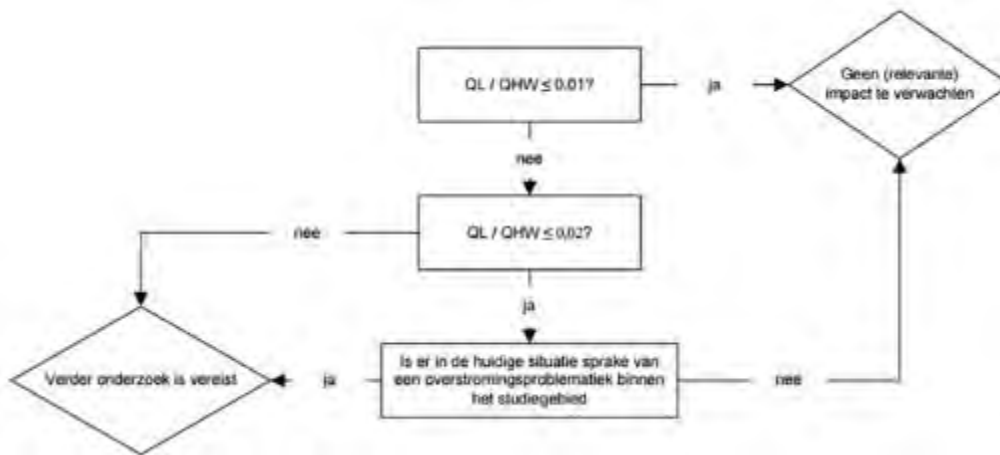 QL / QHW ≤ 0.01?
ja
Geen (relevante)
impact te verwachten
nee
QL / QHW ≤ 0,02?
nee
ja
Verder onderzoek is vereist
ja
Is er in de huidige situatie sprake van
een overstromingsproblematiek binnen
het studiegebied
nee